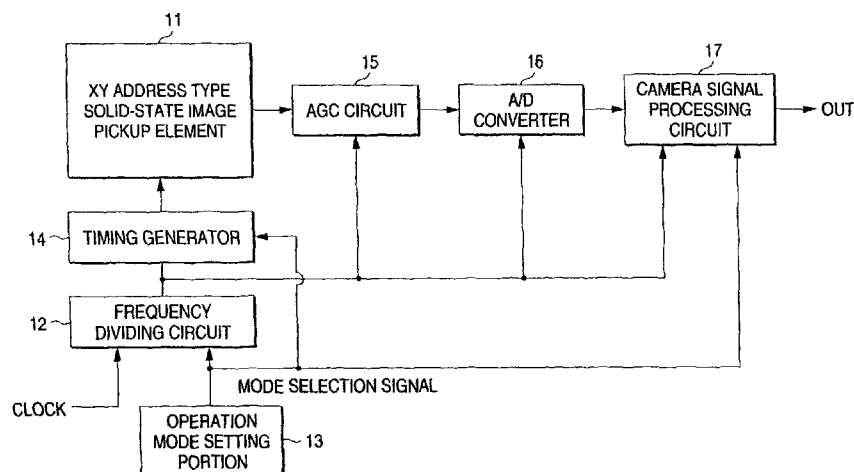 11
XY ADDRESS TYPE
SOLID-STATE IMAGE
PICKUP ELEMENT
15
AGC CIRCUIT
16
A/D
CONVERTER
17
CAMERA SIGNAL
PROCESSING
CIRCUIT
OUT
14
TIMING GENERATOR
12
FREQUENCY
DIVIDING CIRCUIT
MODE SELECTION SIGNAL
CLOCK
OPERATION
MODE SETTING
PORTION
13